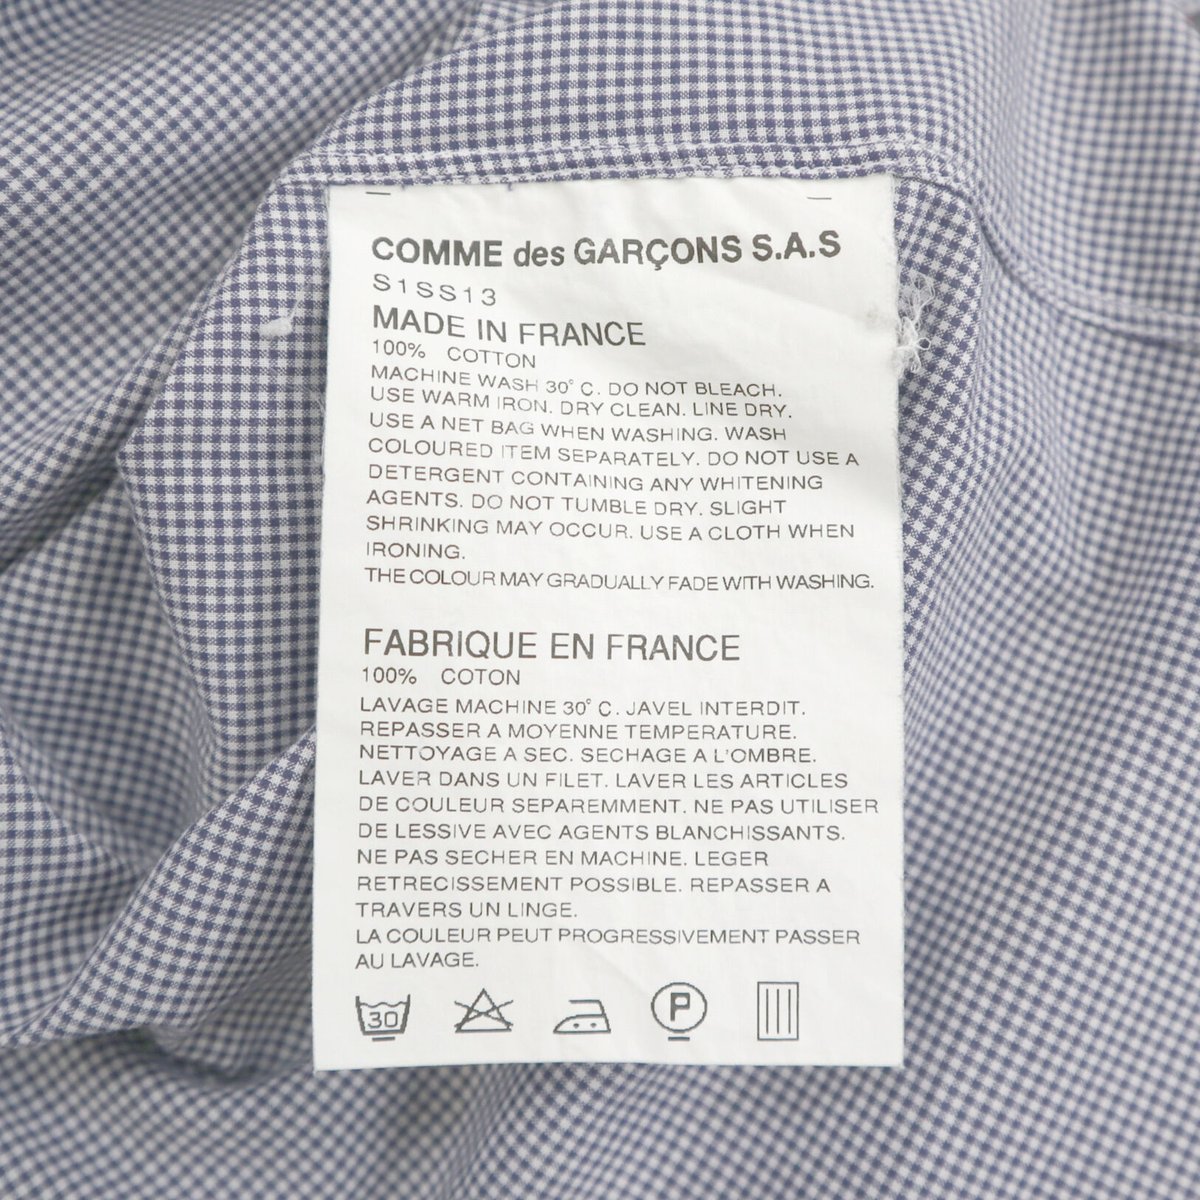 COMME des GARÇONS S.A.S
S1SS13
MADE IN FRANCE
100% COTTON
MACHINE WASH 30° C. DO NOT BLEACH.
USE WARM IRON. DRY CLEAN. LINE DRY.
USE A NET BAG WHEN WASHING. WASH
COLOURED ITEM SEPARATELY. DO NOT USE A
DETERGENT CONTAINING ANY WHITENING
AGENTS. DO NOT TUMBLE DRY. SLIGHT
SHRINKING MAY OCCUR. USE A CLOTH WHEN
IRONING.
THE COLOUR MAY GRADUALLY FADE WITH WASHING.
FABRIQUE EN FRANCE
100% COTON
LAVAGE MACHINE 30° C. JAVEL INTERDIT.
REPASSER A MOYENNE TEMPERATURE.
NETTOYAGE A SEC. SECHAGE A L'OMBRE.
LAVER DANS UN FILET. LAVER LES ARTICLES
DE COULEUR SEPAREMMENT. NE PAS UTILISER
DE LESSIVE AVEC AGENTS BLANCHISSANTS.
NE PAS SECHER EN MACHINE. LEGER
RETRECISSEMENT POSSIBLE. REPASSER A
TRAVERS UN LINGE.
LA COULEUR PEUT PROGRESSIVEMENT PASSER
AU LAVAGE.
30 P